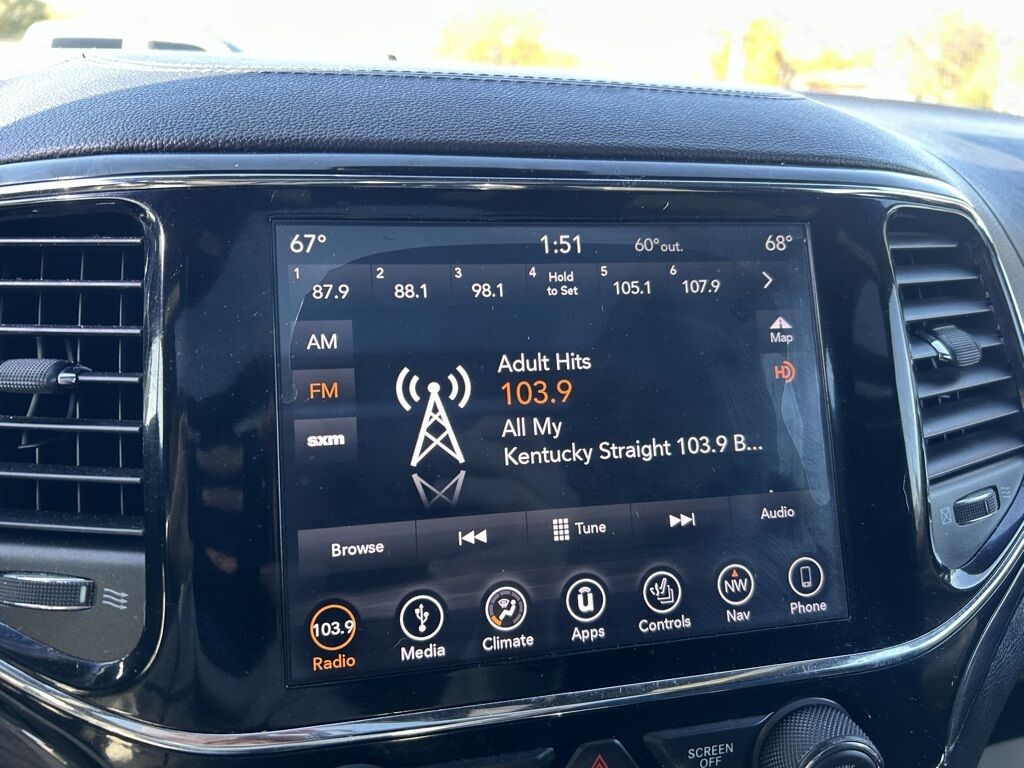 67° 1:51 60°out. 68°
1 87.9 2 88.1 3 98.1 4 Hold to Set 5 105.1 6 107.9
AM
Map
FM
HD
sxm
Adult Hits
103.9
All My
Kentucky Straight 103.9 B...
Browse Tune Audio
103.9 u NW
Radio Media Climate Apps Controls Nav Phone
SCREEN
OFF